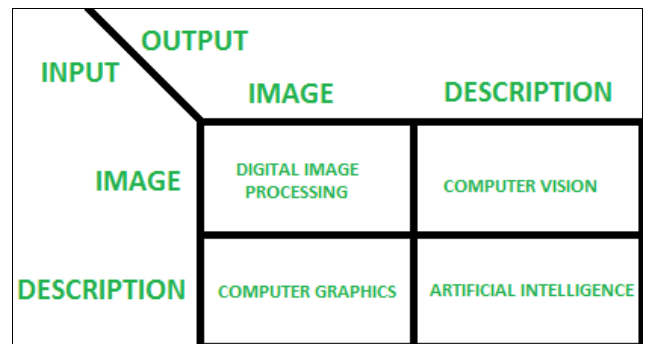 OUTPUT
INPUT
IMAGE DESCRIPTION
IMAGE
DIGITAL IMAGE
PROCESSING
COMPUTER VISION
DESCRIPTION
COMPUTER GRAPHICS
ARTIFICIAL INTELLIGENCE